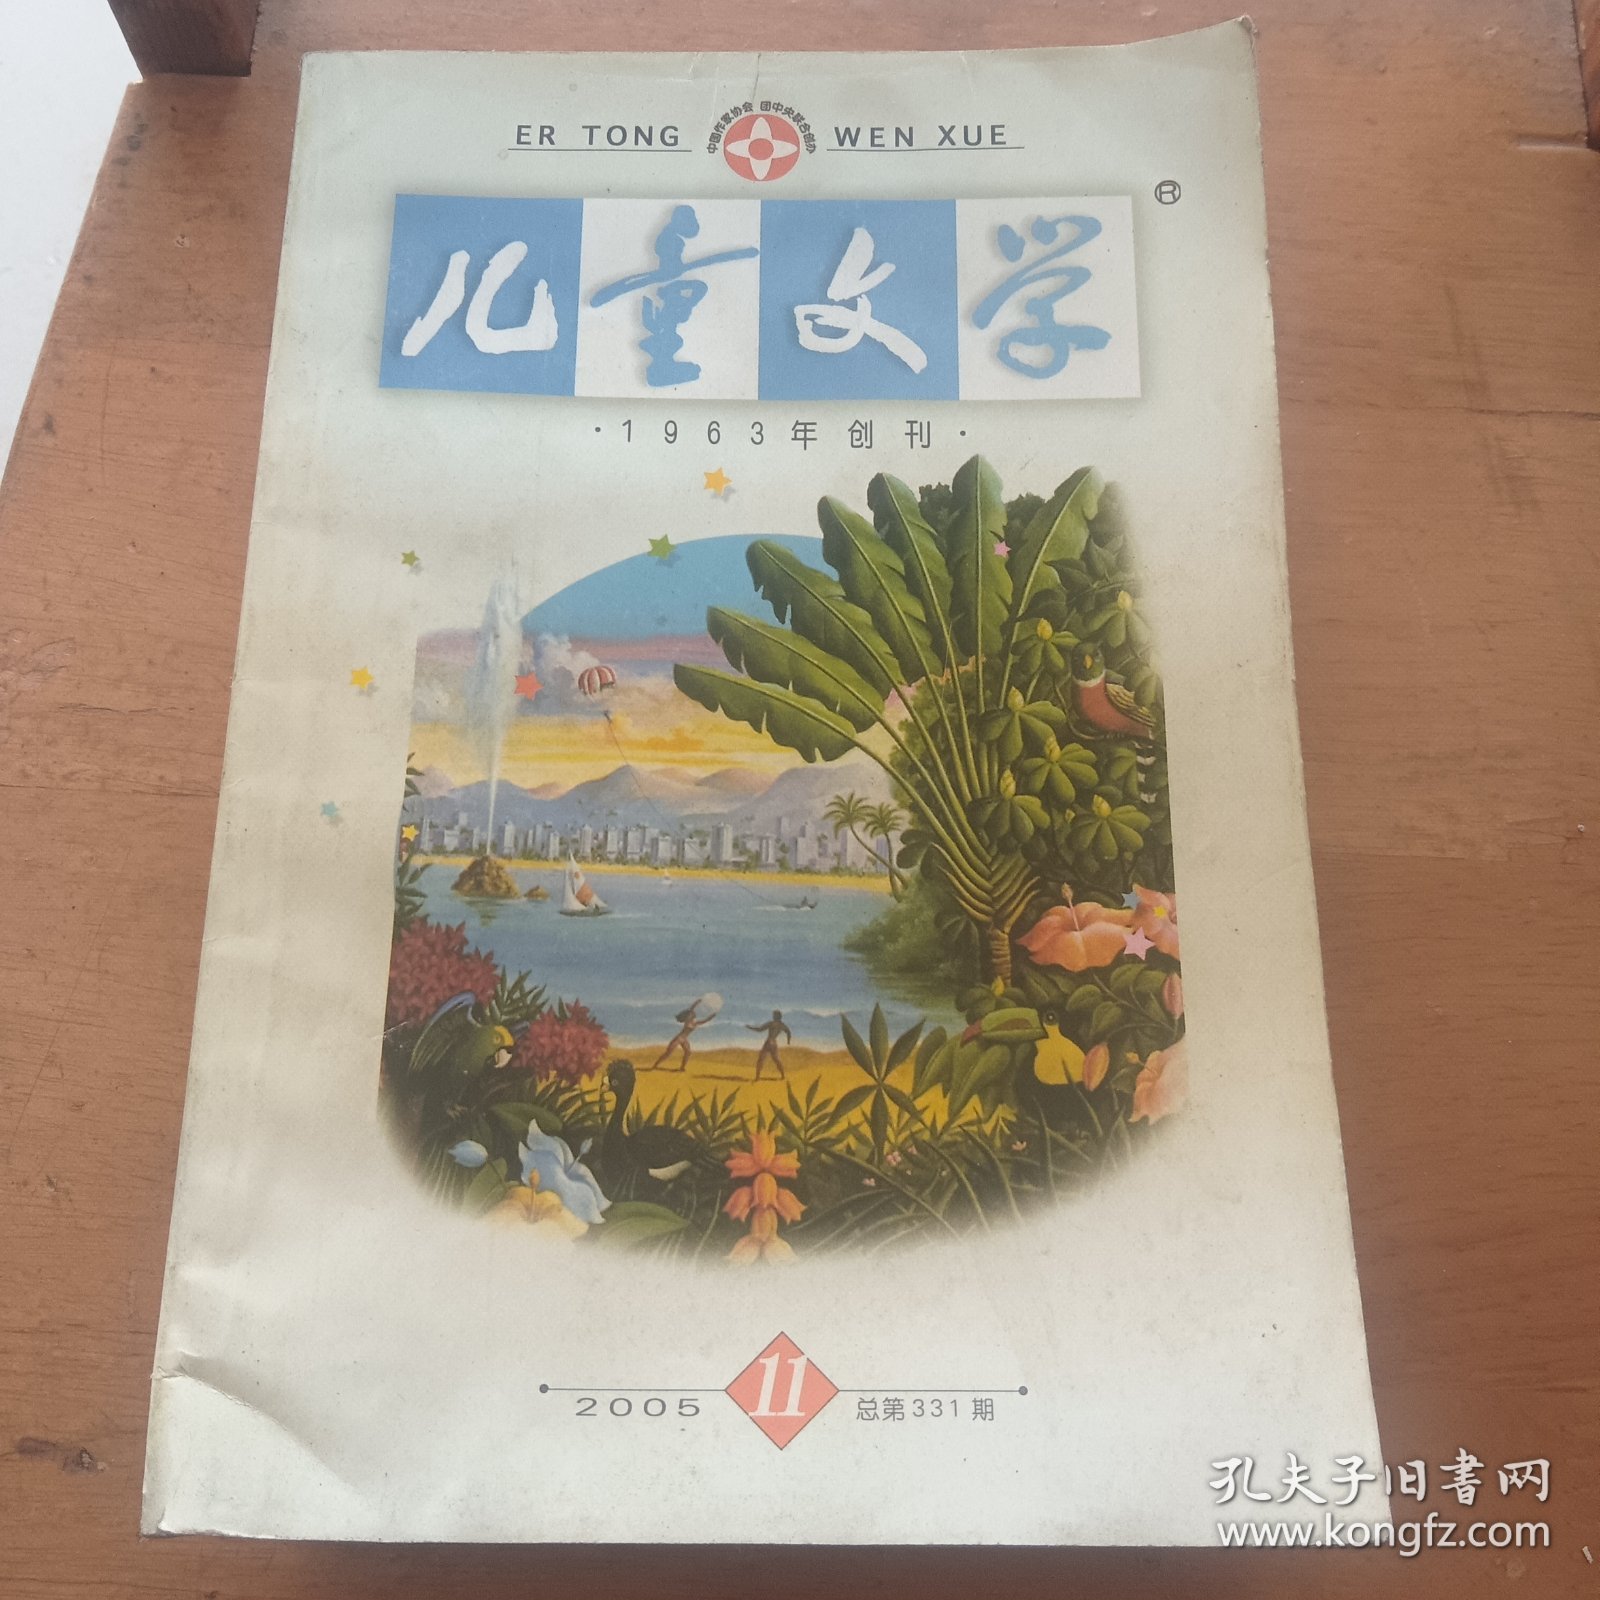 中国作家协会 团中央联合创办
ER TONG WEN XUE
儿童文学 ®
·1963年创刊·
2005 11 总第331期
孔夫子旧书网
www.kongfz.com